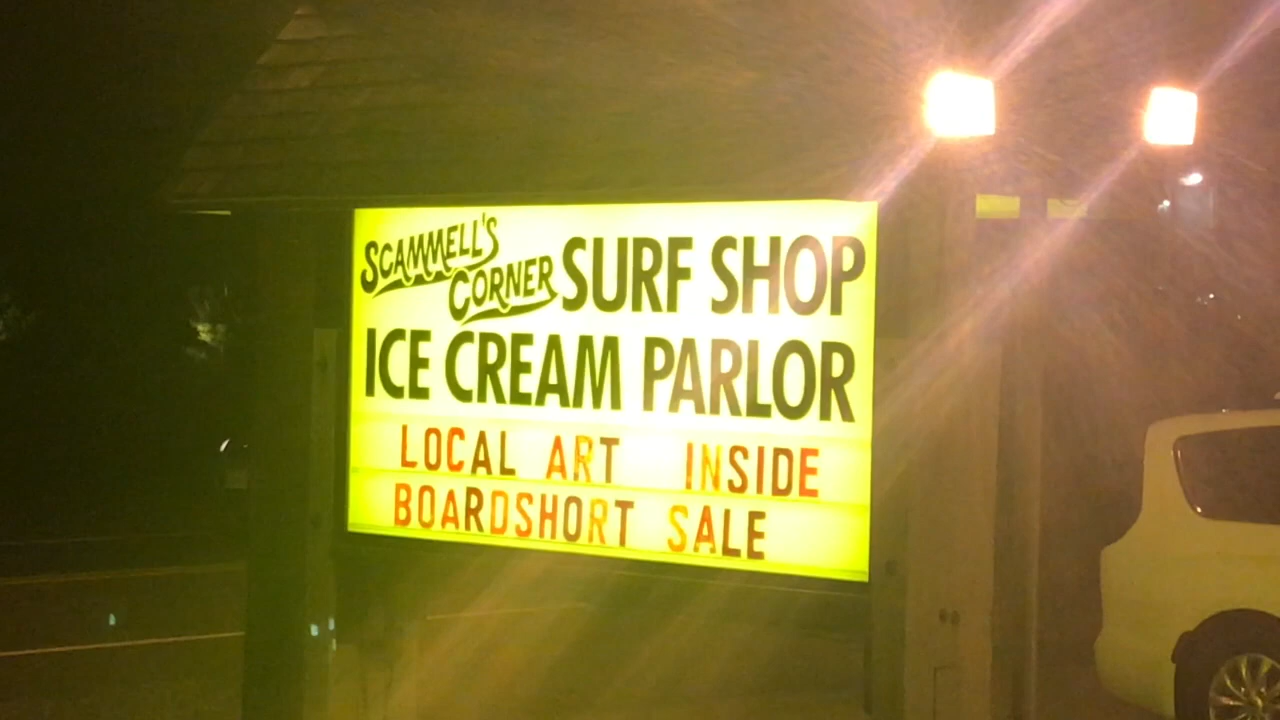 SCAMMELL'S
CORNER SURF SHOP
ICE CREAM PARLOR
LOCAL ART INSIDE
BOARDSHORT SALE